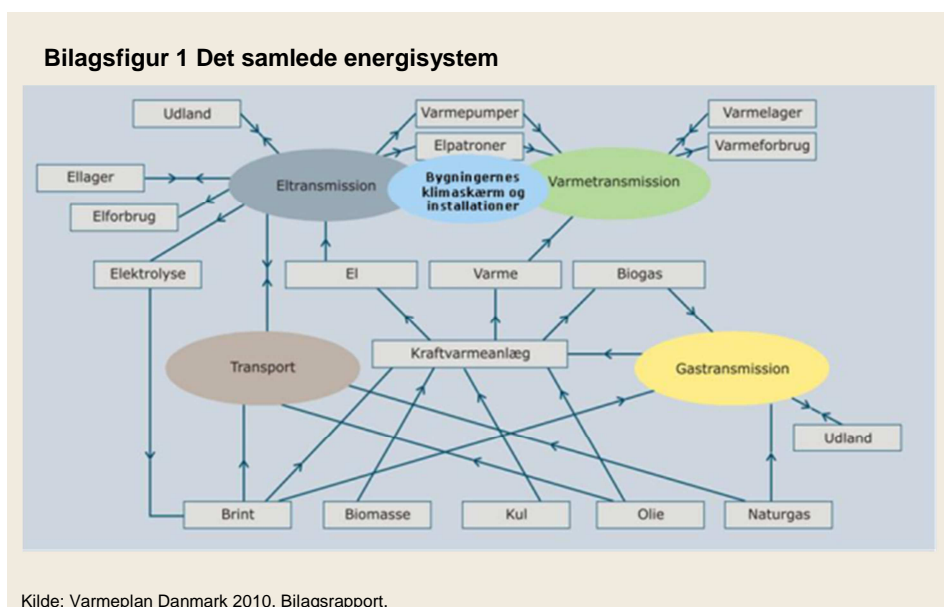 Bilagsfigur 1 Det samlede energisystem
Udland
Varmepumper
Varmelager
Elpatroner
Varmeforbrug
Ellager
Eltransmission
Bygningernes
klimaskærm og
installationer
Varmetransmission
Elforbrug
Elektrolyse
El
Varme
Biogas
Transport
Kraftvarmeanlæg
Gastransmission
Udland
Brint
Biomasse
Kul
Olie
Naturgas
Kilde: Varmeplan Danmark 2010. Bilagsrapport.